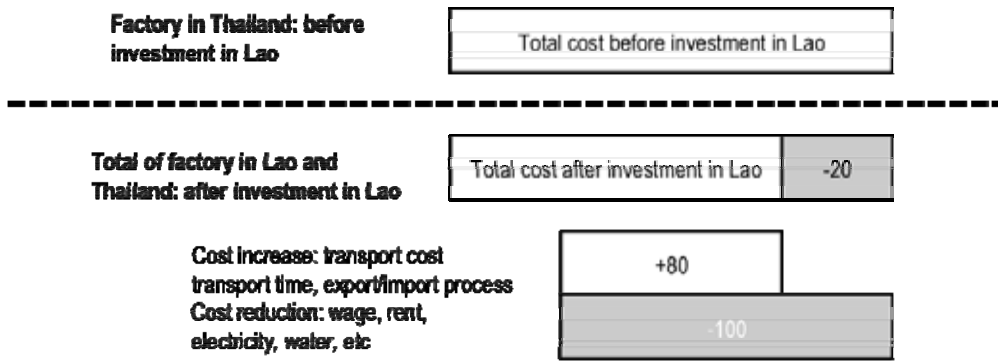 Factory in Thailand: before
investment in Lao
Total cost before investment in Lao
Total of factory in Lao and
Thailand: after investment in Lao
Total cost after investment in Lao
-20
Cost increase: transport cost
transport time, export/import process
+80
Cost reduction: wage, rent,
electricity, water, etc
-100